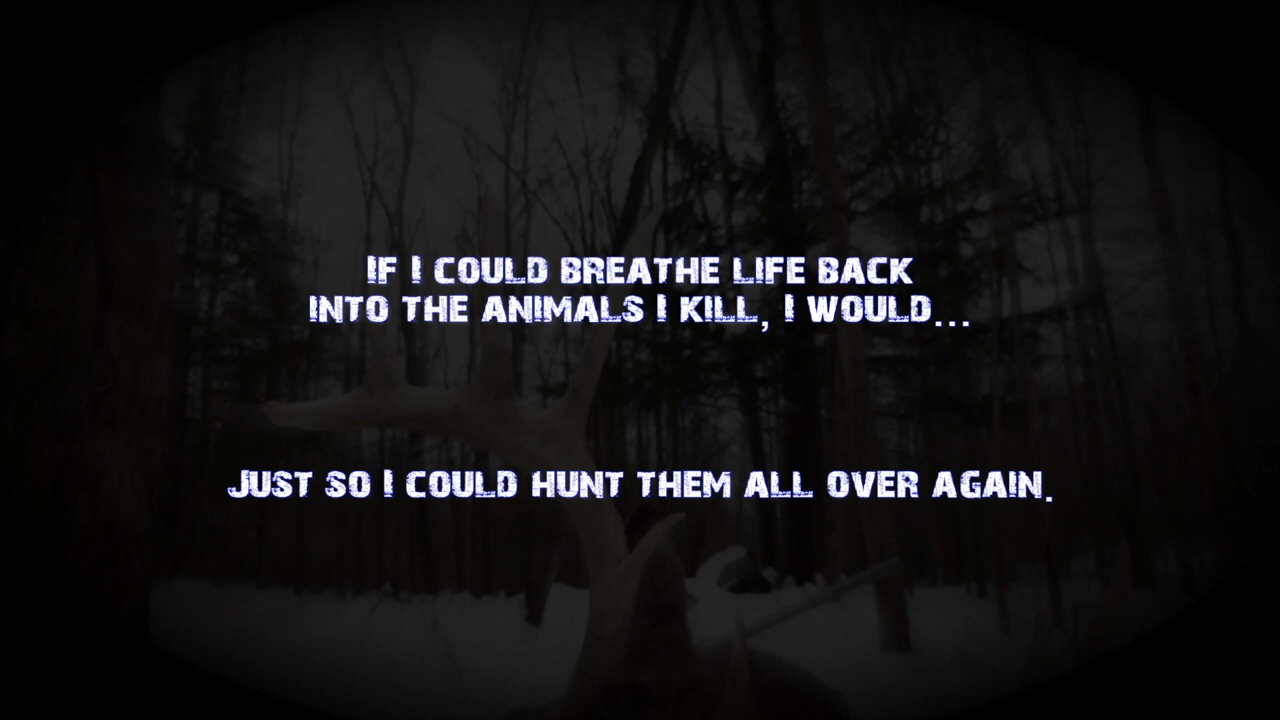 IF I COULD BREATHE LIFE BACK
INTO THE ANIMALS I KILL, I WOULD...
JUST SO I COULD HUNT THEM ALL OVER AGAIN.